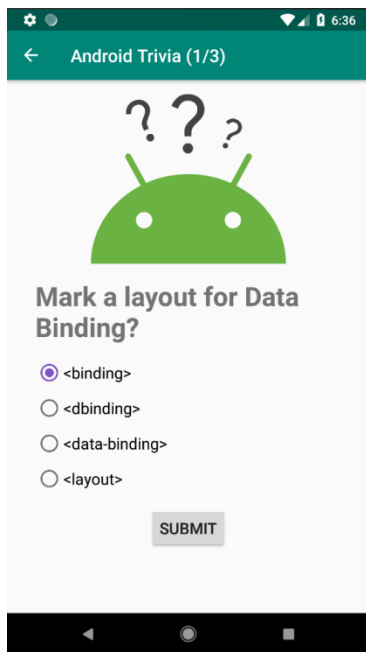 6:36
Android Trivia (1/3)
? ? ?
Mark a layout for Data
Binding?
<binding>
<dbinding>
<data-binding>
<layout>
SUBMIT